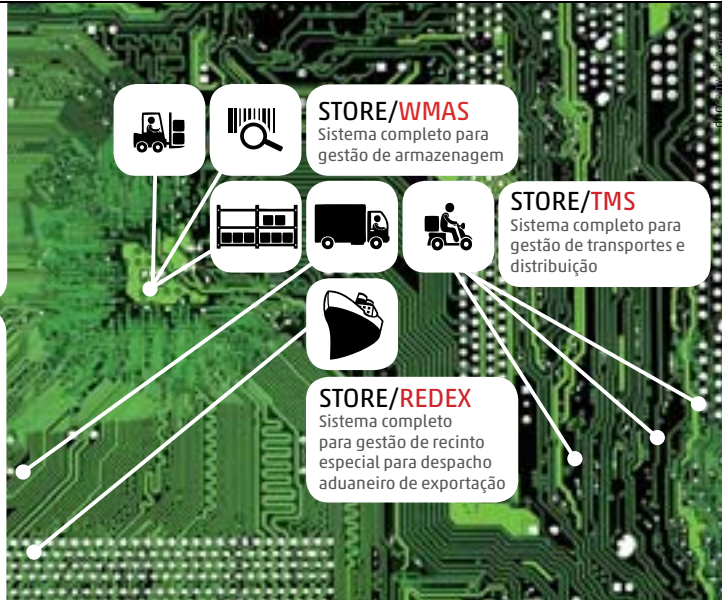 STORE/WMAS
Sistema completo para
gestão de armazenagem
STORE/TMS
Sistema completo para
gestão de transportes e
distribuição
STORE/REDEX
Sistema completo
para gestão de recinto
especial para despacho
aduaneiro de exportação